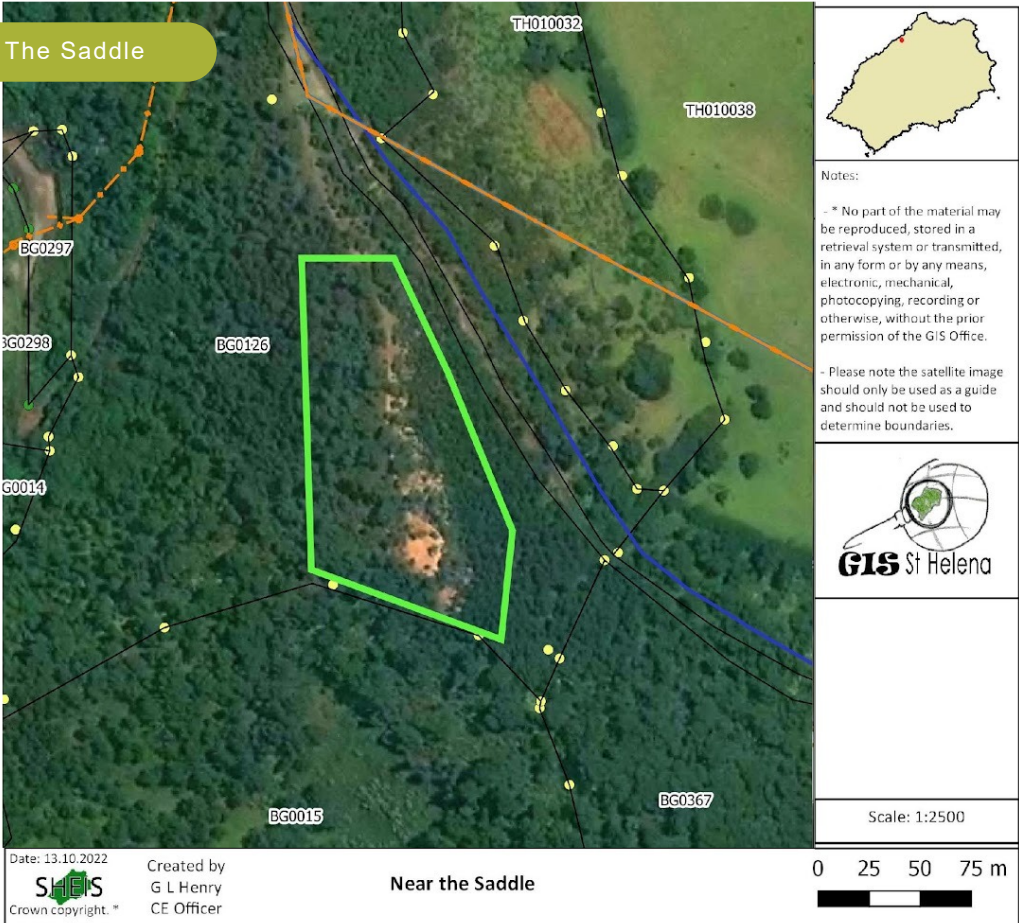 The Saddle
TH010032
TH010038
BG0297
BG0298
BG0126
G0014
BG0015
BG0367
Notes:
- * No part of the material may
be reproduced, stored in a
retrieval system or transmitted,
in any form or by any means,
electronic, mechanical,
photocopying, recording or
otherwise, without the prior
permission of the GIS Office.
- Please note the satellite image
should only be used as a guide
and should not be used to
determine boundaries.
GIS St Helena
Scale: 1:2500
Date: 13.10.2022
SHEIS
Crown copyright. *
Created by
G L Henry
CE Officer
Near the Saddle
0 25 50 75 m